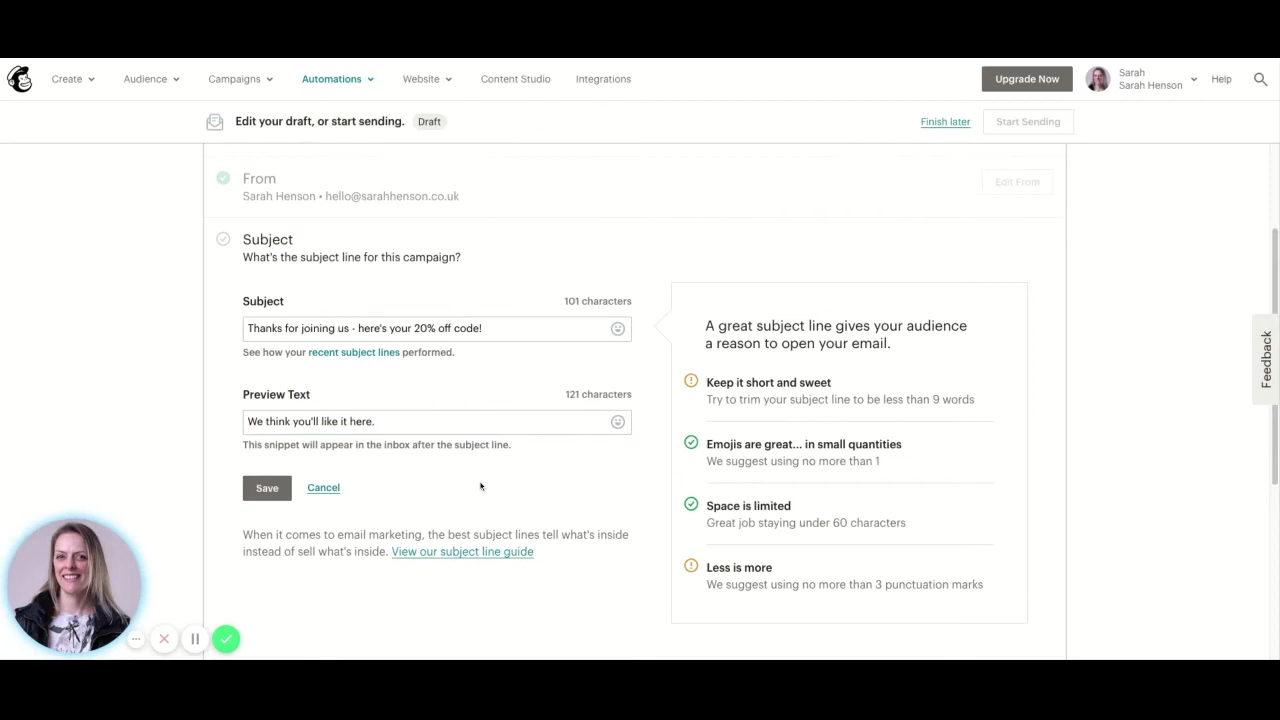 Create
Audience
Campaigns
Automations
Website
Content Studio
Integrations
Upgrade Now
Sarah
Sarah Henson
Help
Edit your draft, or start sending.
Draft
Finish later
Start Sending
From
Sarah Henson • hello@sarahhenson.co.uk
Edit From
Subject
What's the subject line for this campaign?
Subject
101 characters
Thanks for joining us - here's your 20% off code!
See how your recent subject lines performed.
Preview Text
121 characters
We think you'll like it here.
This snippet will appear in the inbox after the subject line.
Save
Cancel
When it comes to email marketing, the best subject lines tell what's inside
instead of sell what's inside. View our subject line guide
A great subject line gives your audience
a reason to open your email.
Keep it short and sweet
Try to trim your subject line to be less than 9 words
Emojis are great... in small quantities
We suggest using no more than 1
Space is limited
Great job staying under 60 characters
Less is more
We suggest using no more than 3 punctuation marks
Feedback